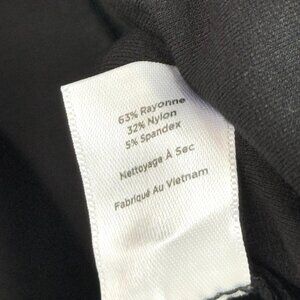 63% Rayonne
32% Nylon
5% Spandex
Nettoyage À Sec
Fabriqué Au Vietnam